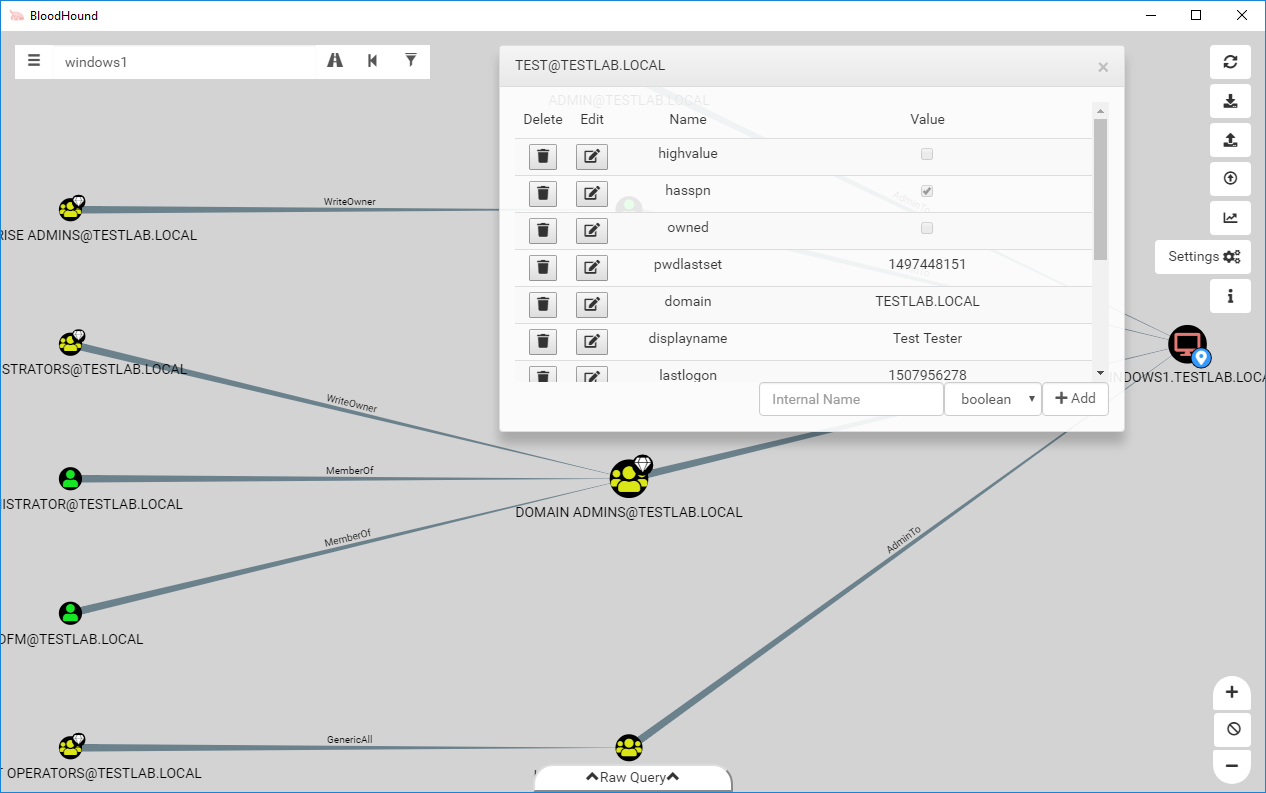 BloodHound
windows1
TEST@TESTLAB.LOCAL
ADMIN@TESTLAB.LOCAL
Delete Edit Name Value
highvalue
hasspn
owned
pwdlastset 1497448151
domain TESTLAB.LOCAL
displayname Test Tester
lastlogon 1507956278
Internal Name boolean Add
AdminTo
Settings
WriteOwner
RISE ADMINS@TESTLAB.LOCAL
STRATORS@TESTLAB.LOCAL
NDOWS1.TESTLAB.LOCA
WriteOwner
MemberOf
NISTRATOR@TESTLAB.LOCAL
DOMAIN ADMINS@TESTLAB.LOCAL
MemberOf
AdminTo
DFM@TESTLAB.LOCAL
GenericAll
T OPERATORS@TESTLAB.LOCAL
Raw Query